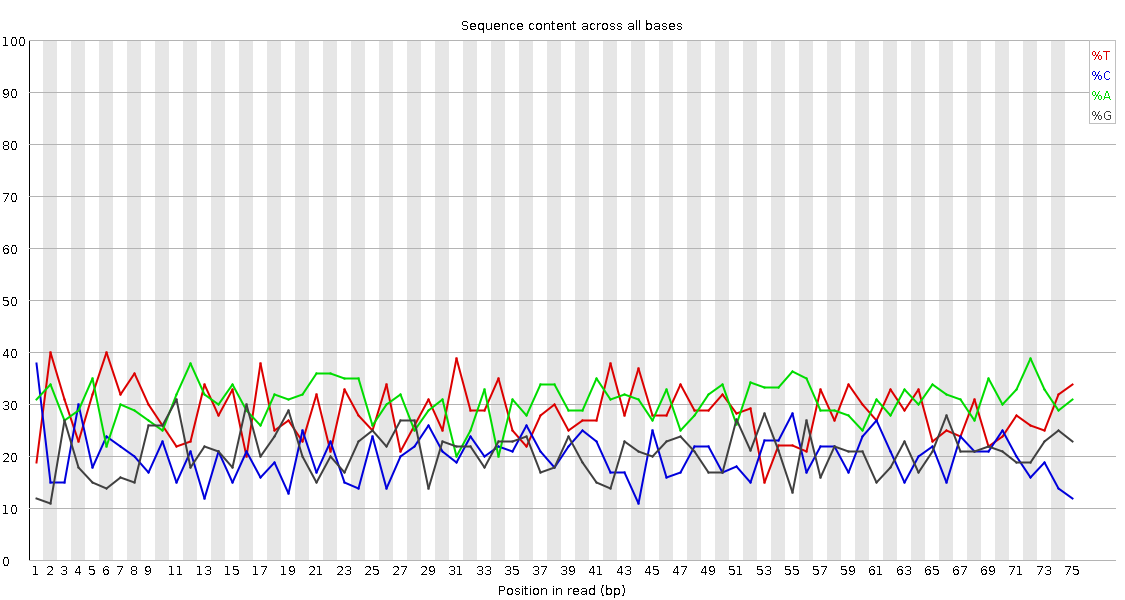 Sequence content across all bases
100
90
80
70
60
50
40
30
20
10
0
%T
%C
%A
%G
1 2 3 4 5 6 7 8 9 11 13 15 17 19 21 23 25 27 29 31 33 35 37 39 41 43 45 47 49 51 53 55 57 59 61 63 65 67 69 71 73 75
Position in read (bp)